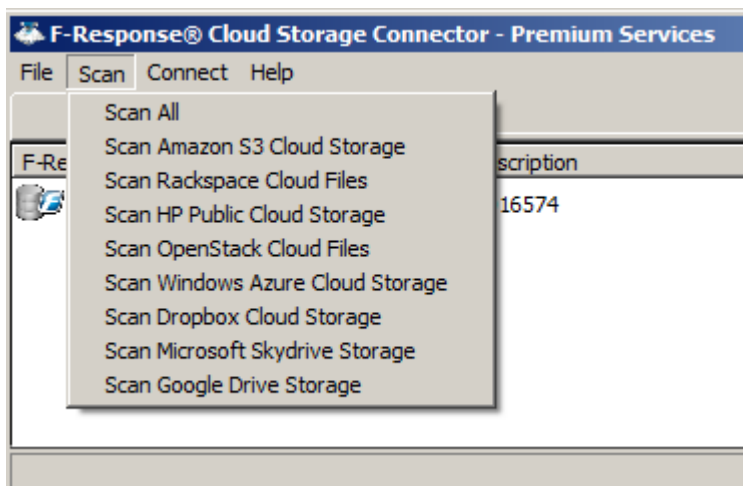 F-Response® Cloud Storage Connector - Premium Services
File Scan Connect Help
Scan All
Scan Amazon S3 Cloud Storage
F-Re scription
Scan Rackspace Cloud Files
Scan HP Public Cloud Storage 16574
Scan OpenStack Cloud Files
Scan Windows Azure Cloud Storage
Scan Dropbox Cloud Storage
Scan Microsoft Skydrive Storage
Scan Google Drive Storage